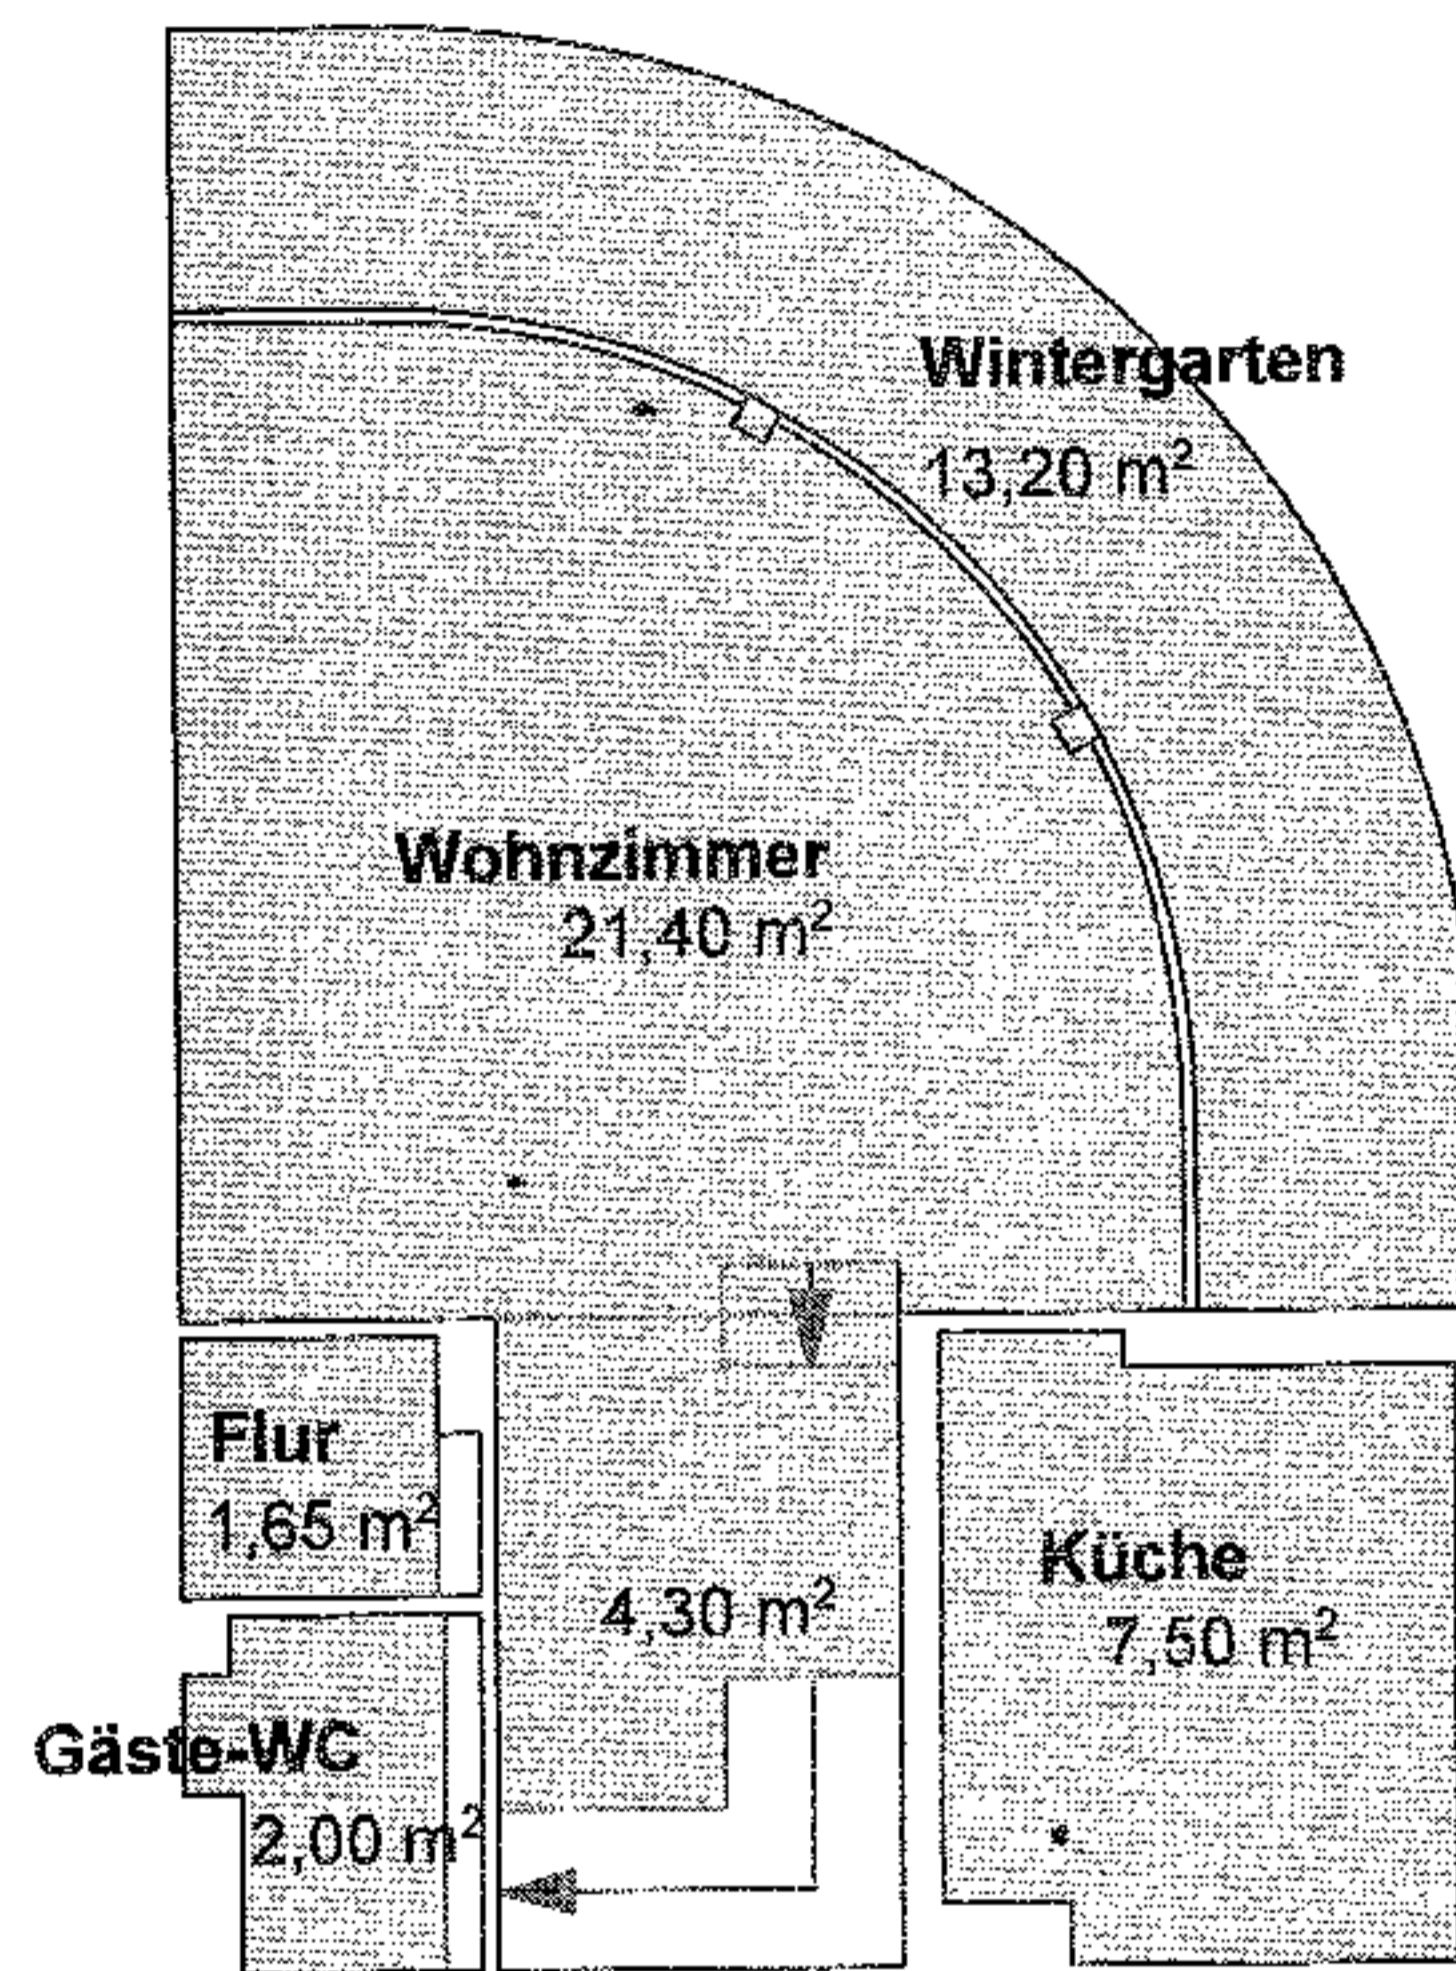 Wintergarten
13,20 m²
Wohnzimmer
21,40 m²
Flur
1,65 m²
4,30 m²
Küche
7,50 m²
Gäste-WC
2,00 m²